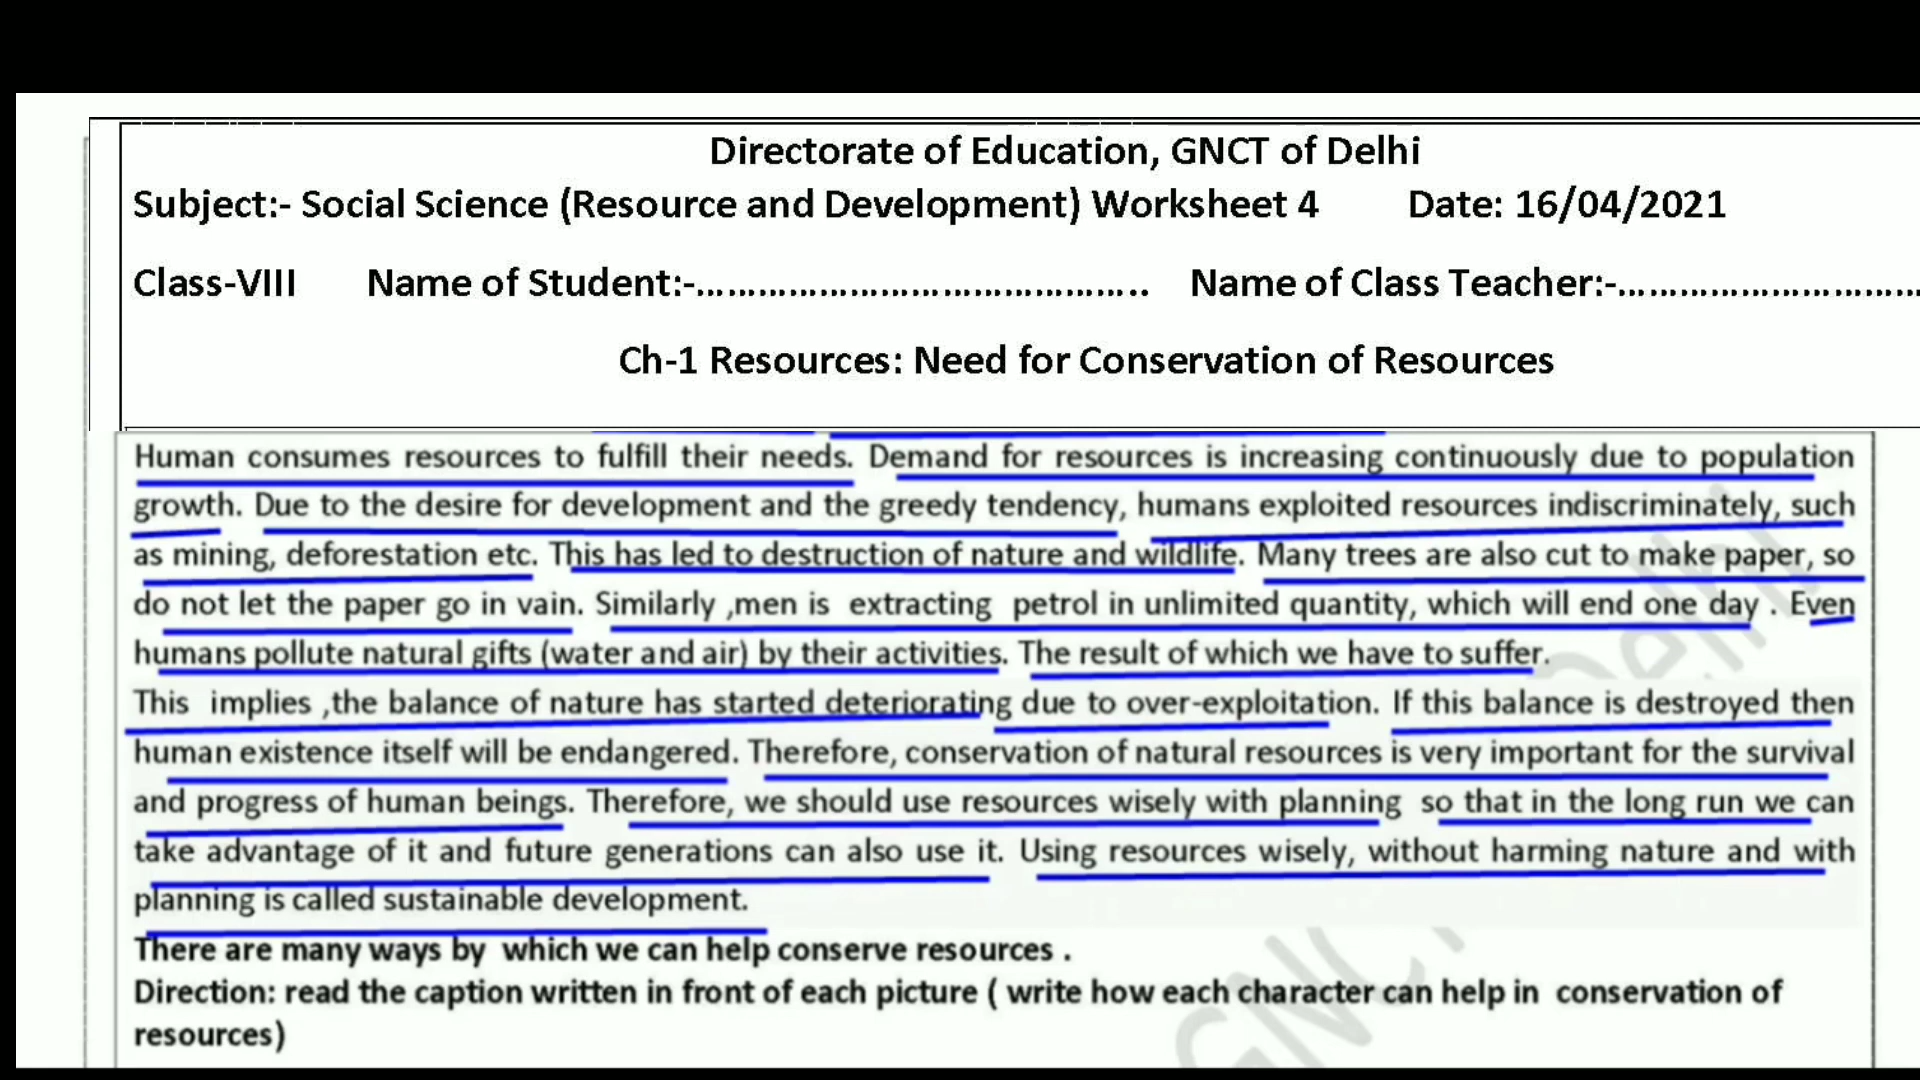 Directorate of Education, GNCT of Delhi
Subject:- Social Science (Resource and Development) Worksheet 4 Date: 16/04/2021
Class-VIII Name of Student:-……………………………………. Name of Class Teacher:-………………………
Ch-1 Resources: Need for Conservation of Resources
Human consumes resources to fulfill their needs. Demand for resources is increasing continuously due to population
growth. Due to the desire for development and the greedy tendency, humans exploited resources indiscriminately, such
as mining, deforestation etc. This has led to destruction of nature and wildlife. Many trees are also cut to make paper, so
do not let the paper go in vain. Similarly ,men is extracting petrol in unlimited quantity, which will end one day . Even
humans pollute natural gifts (water and air) by their activities. The result of which we have to suffer.
This implies ,the balance of nature has started deteriorating due to over-exploitation. If this balance is destroyed then
human existence itself will be endangered. Therefore, conservation of natural resources is very important for the survival
and progress of human beings. Therefore, we should use resources wisely with planning so that in the long run we can
take advantage of it and future generations can also use it. Using resources wisely, without harming nature and with
planning is called sustainable development.
There are many ways by which we can help conserve resources .
Direction: read the caption written in front of each picture ( write how each character can help in conservation of
resources)
GNCT
Delhi